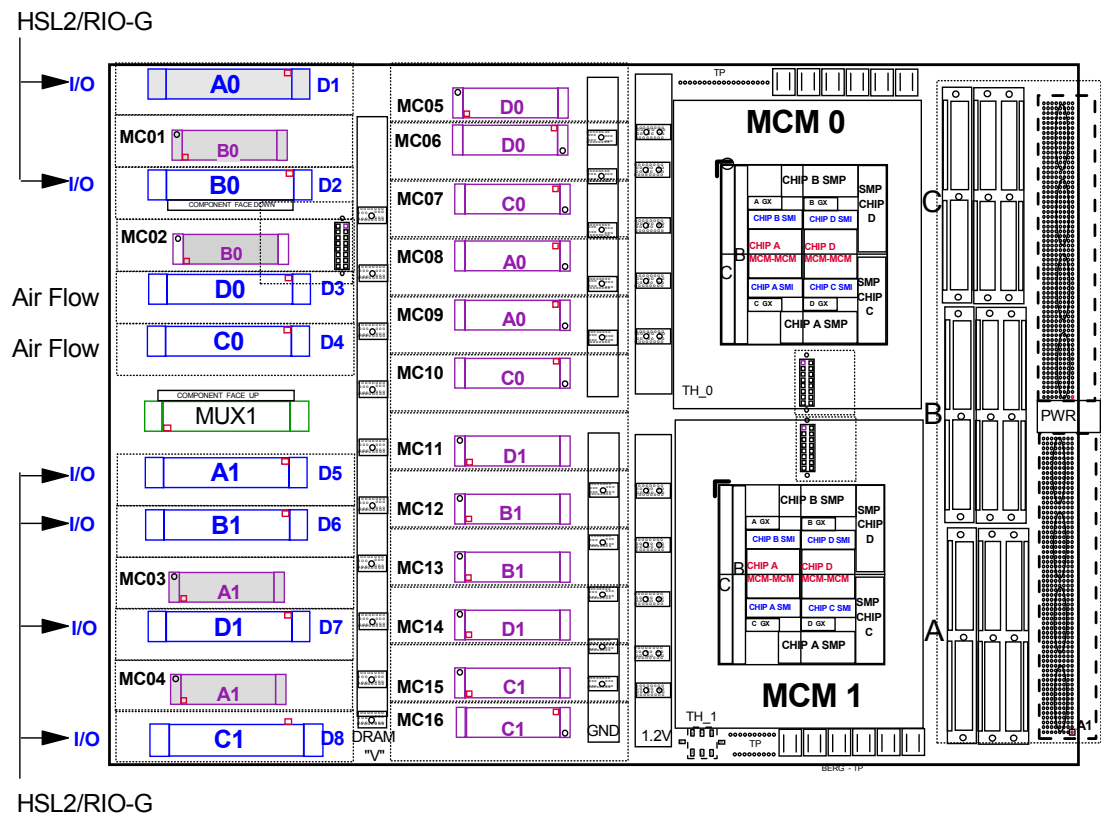 HSL2/RIO-G
I/O
A0
D1
MC01
B0
I/O
B0
D2
COMPONENT FACE DOWN
MC02
B0
Air Flow
D0
D3
Air Flow
C0
D4
COMPONENT FACE UP
MUX1
I/O
A1
D5
I/O
B1
D6
MC03
A1
I/O
D1
D7
MC04
A1
I/O
C1
D8
HSL2/RIO-G
DRAM
"V"
MC05
D0
MC06
D0
MC07
C0
MC08
A0
MC09
A0
MC10
C0
MC11
D1
MC12
B1
MC13
B1
MC14
D1
MC15
C1
MC16
C1
GND
1.2V
TP
MCM 0
CHIP B SMP
A GX
B GX
SMP
CHIP
D
CHIP B SMI
CHIP D SMI
B
C
CHIP A
MCM-MCM
CHIP D
MCM-MCM
CHIP A SMI
CHIP C SMI
SMP
CHIP
C
C GX
D GX
CHIP A SMP
TH_0
CHIP B SMP
A GX
B GX
SMP
CHIP
D
CHIP B SMI
CHIP D SMI
B
C
CHIP A
MCM-MCM
CHIP D
MCM-MCM
CHIP A SMI
CHIP C SMI
SMP
CHIP
C
C GX
D GX
CHIP A SMP
MCM 1
TH_1
TP
BERG - TP
C
B
A
PWR
A1